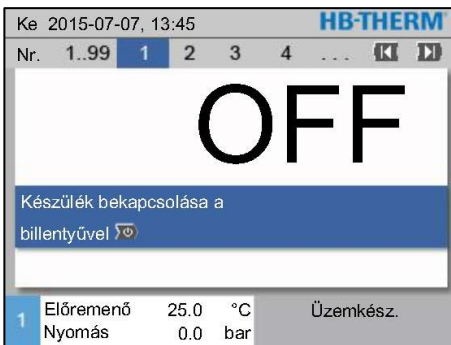 Ke 2015-07-07, 13:45 HB-THERM
Nr. 1..99 1 2 3 4 ...
OFF
Készülék bekapcsolása a
billentyűvel
1 Előremenő 25.0 °C Üzemkész.
Nyomás 0.0 bar